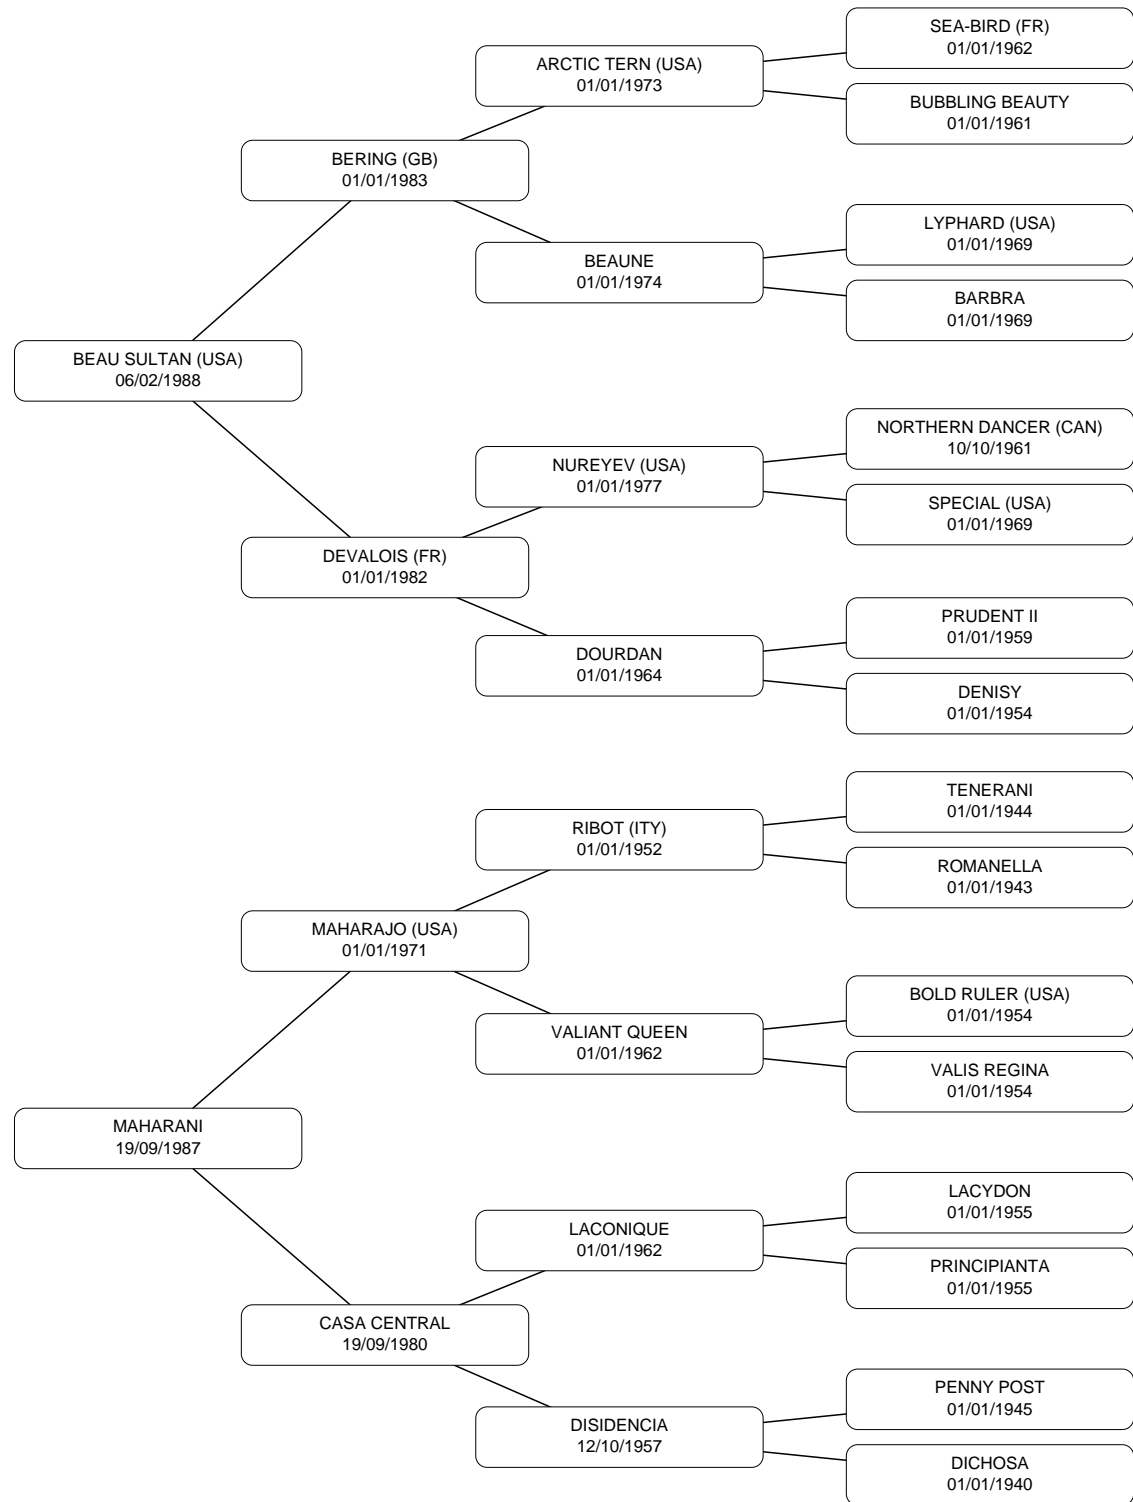 SEA-BIRD (FR)
01/01/1962
ARCTIC TERN (USA)
01/01/1973
BUBBLING BEAUTY
01/01/1961
BERING (GB)
01/01/1983
LYPHARD (USA)
01/01/1969
BEAUNE
01/01/1974
BARBRA
01/01/1969
BEAU SULTAN (USA)
06/02/1988
NORTHERN DANCER (CAN)
10/10/1961
NUREYEV (USA)
01/01/1977
SPECIAL (USA)
01/01/1969
DEVALOIS (FR)
01/01/1982
PRUDENT II
01/01/1959
DOURDAN
01/01/1964
DENISY
01/01/1954
TENERANI
01/01/1944
RIBOT (ITY)
01/01/1952
ROMANELLA
01/01/1943
MAHARAJO (USA)
01/01/1971
BOLD RULER (USA)
01/01/1954
VALIANT QUEEN
01/01/1962
VALIS REGINA
01/01/1954
MAHARANI
19/09/1987
LACYDON
01/01/1955
LACONIQUE
01/01/1962
PRINCIPIANTA
01/01/1955
CASA CENTRAL
19/09/1980
PENNY POST
01/01/1945
DISIDENCIA
12/10/1957
DICHOSA
01/01/1940